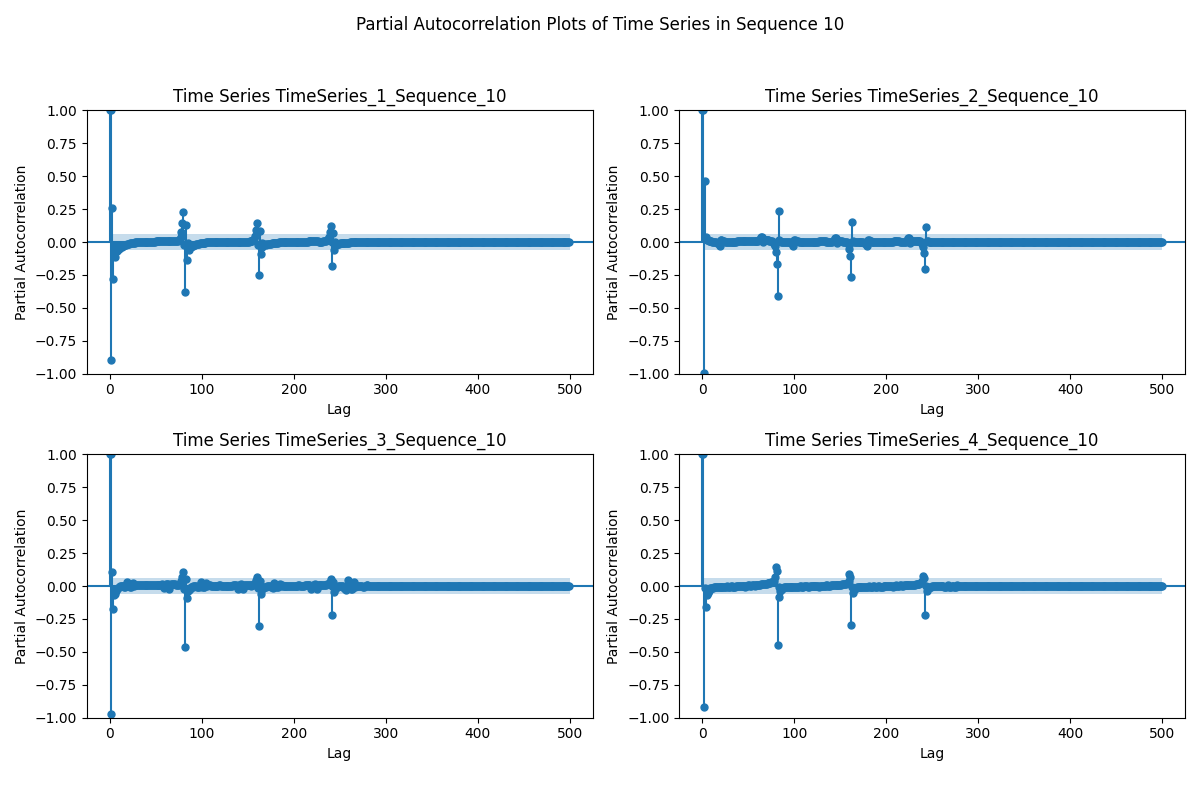 Partial Autocorrelation Plots of Time Series in Sequence 10
Time Series TimeSeries_1_Sequence_10
Partial Autocorrelation
1.00
0.75
0.50
0.25
0.00
−0.25
−0.50
−0.75
−1.00
0 100 200 300 400 500
Lag
Time Series TimeSeries_2_Sequence_10
Partial Autocorrelation
1.00
0.75
0.50
0.25
0.00
−0.25
−0.50
−0.75
−1.00
0 100 200 300 400 500
Lag
Time Series TimeSeries_3_Sequence_10
Partial Autocorrelation
1.00
0.75
0.50
0.25
0.00
−0.25
−0.50
−0.75
−1.00
0 100 200 300 400 500
Lag
Time Series TimeSeries_4_Sequence_10
Partial Autocorrelation
1.00
0.75
0.50
0.25
0.00
−0.25
−0.50
−0.75
−1.00
0 100 200 300 400 500
Lag